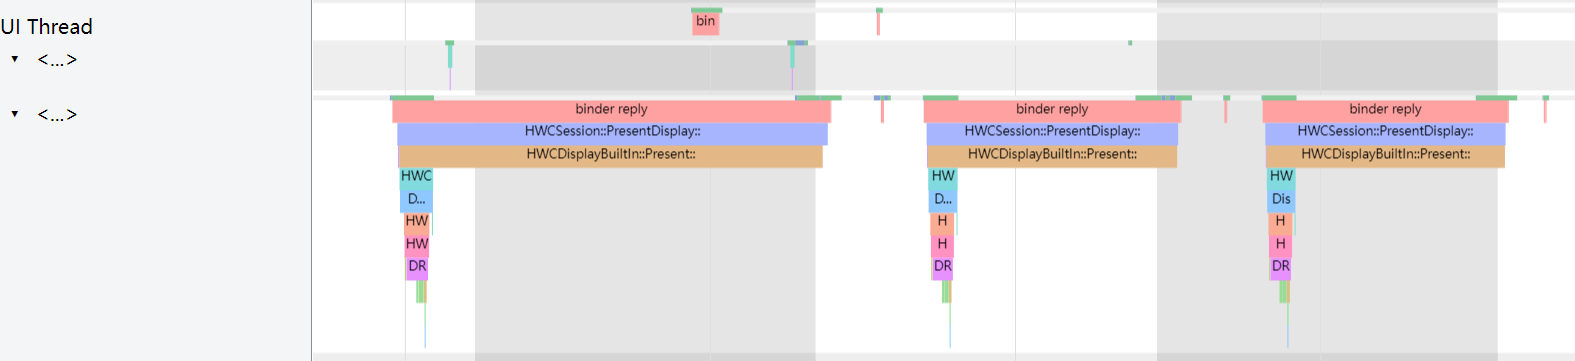 UI Thread
<...>
<...>
bin
binder reply
binder reply
binder reply
HWCSession::PresentDisplay::
HWCSession::PresentDisplay::
HWCSession::PresentDisplay::
HWCDisplayBuiltIn::Present::
HWCDisplayBuiltIn::Present::
HWCDisplayBuiltIn::Present::
HWC
HW
HW
D...
D...
Dis
HW
H
H
HW
H
H
DR
DR
DR